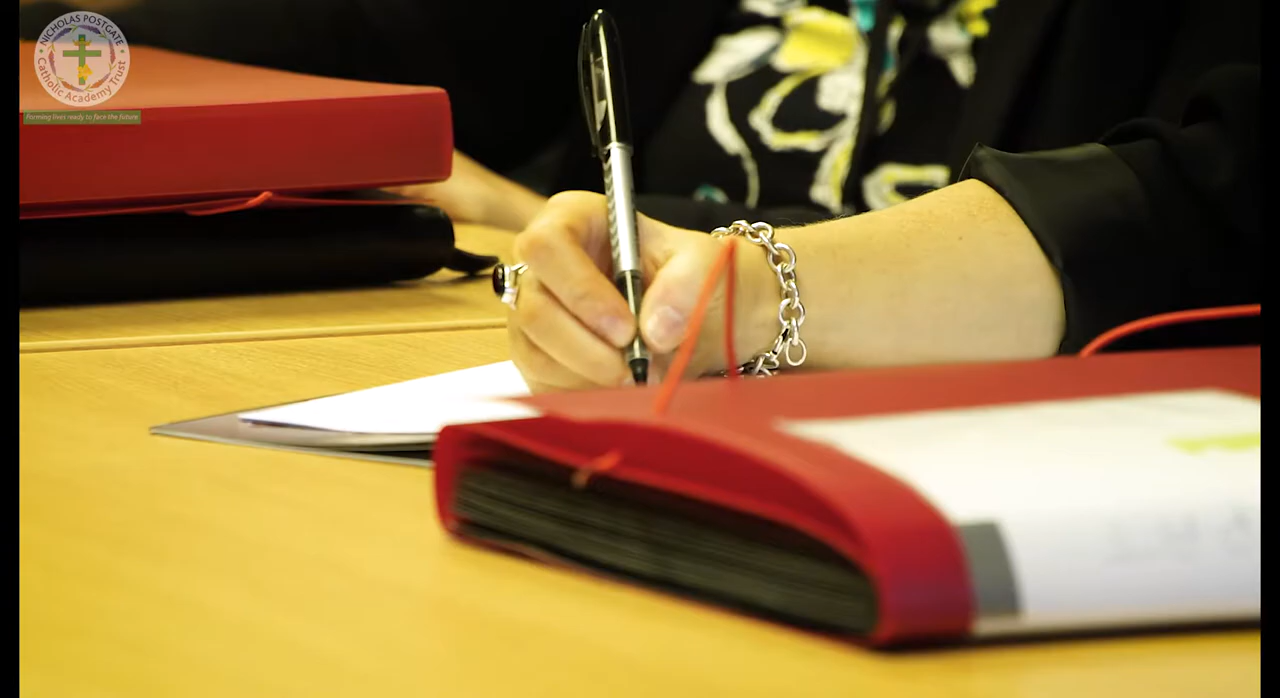 NICHOLAS POSTGATE
Catholic Academy Trust
Forming lives ready to face the future